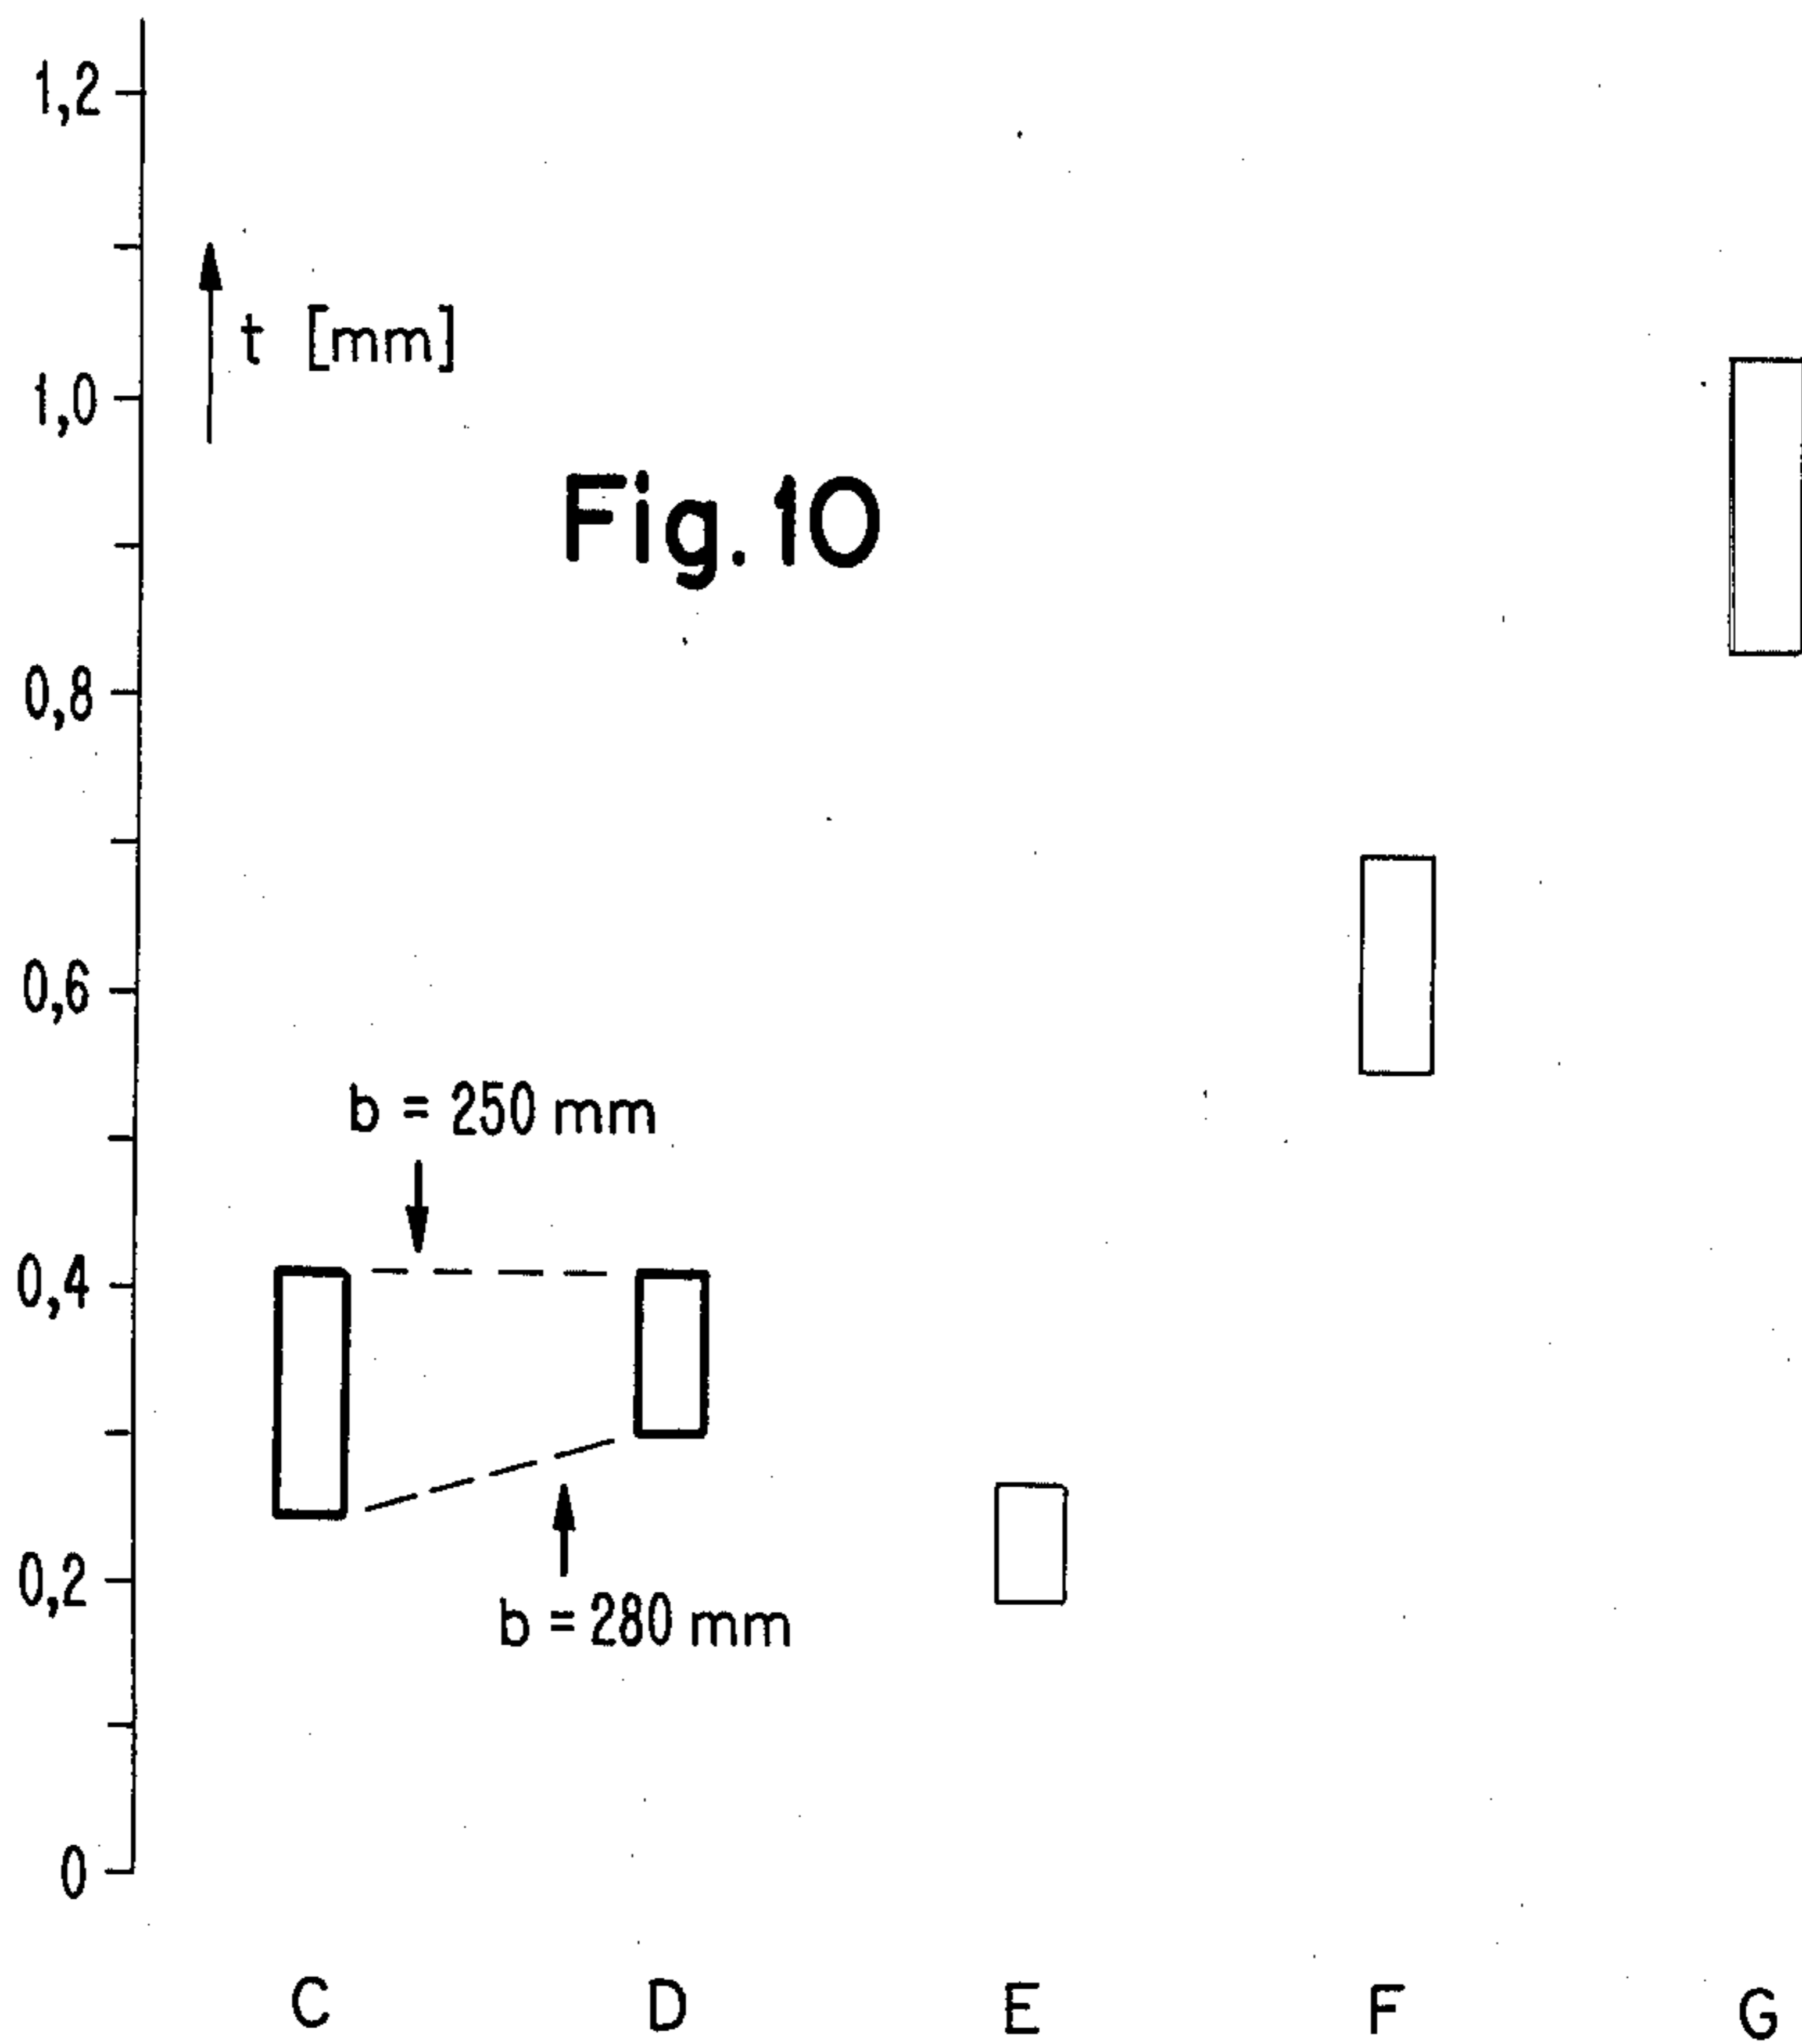 1,2
t [mm]
1,0
Fig. 10
0,8
0,6
b = 250 mm
0,4
0,2
b = 280 mm
0
C D E F G